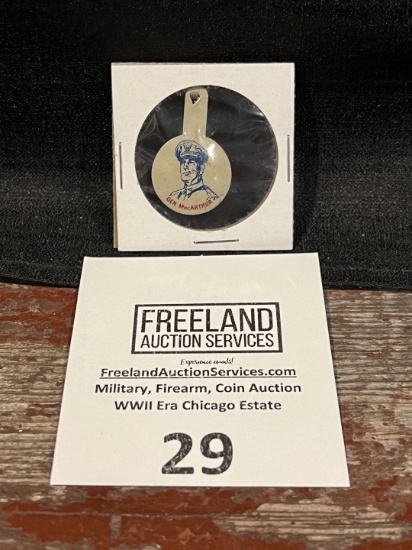 GEN MacARTHUR
FREELAND
AUCTION SERVICES
Experience counts!
FreelandAuctionServices.com
Military, Firearm, Coin Auction
WWII Era Chicago Estate
29